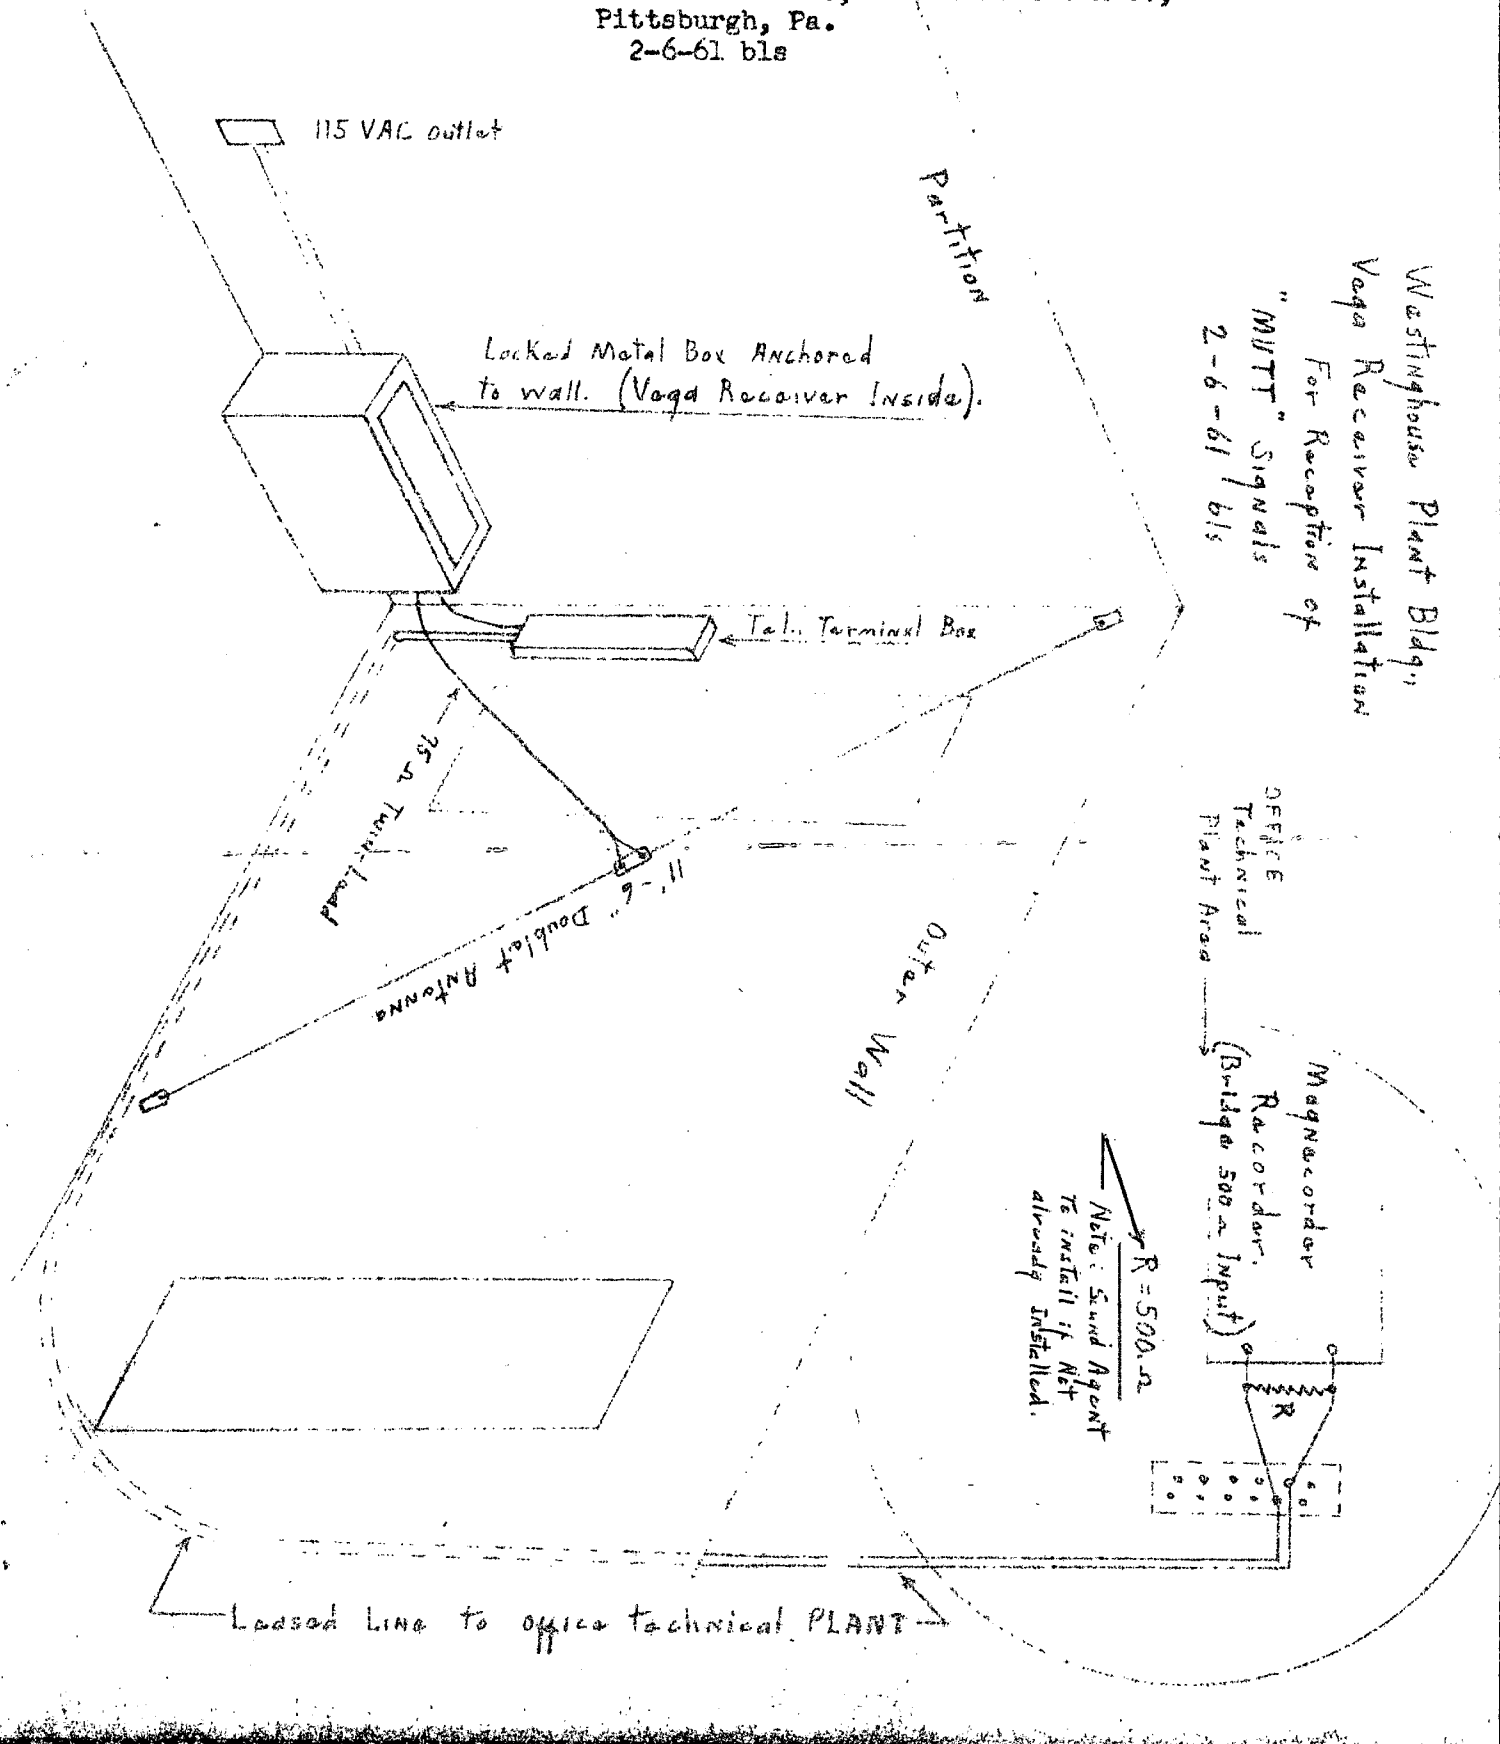 Pittsburgh, Pa.
2-6-61 bls
115 VAC outlet
Partition
Westinghouse Plant Bldg.,
Vega Receiver Installation
For Reception of
"MUTT" Signals
2-6-61 bls
Locked Metal Box Anchored
to wall. (Vega Receiver Inside).
Tel. Terminal Box
75 Ω Twin-Lead
11'-6" Doublet Antenna
Outer Wall
OFFICE
Technical
Plant Area
Magnecorder
Recorder.
(Bridge 500 Ω Input)
R
R = 500 Ω
Note: Sound Agent
To install if Not
already Installed.
Leased Line to office technical PLANT